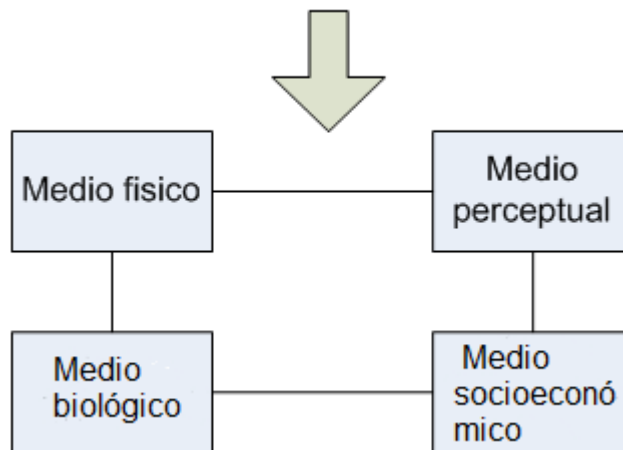 Medio fisico
Medio
perceptual
Medio
biológico
Medio
socioeconó
mico